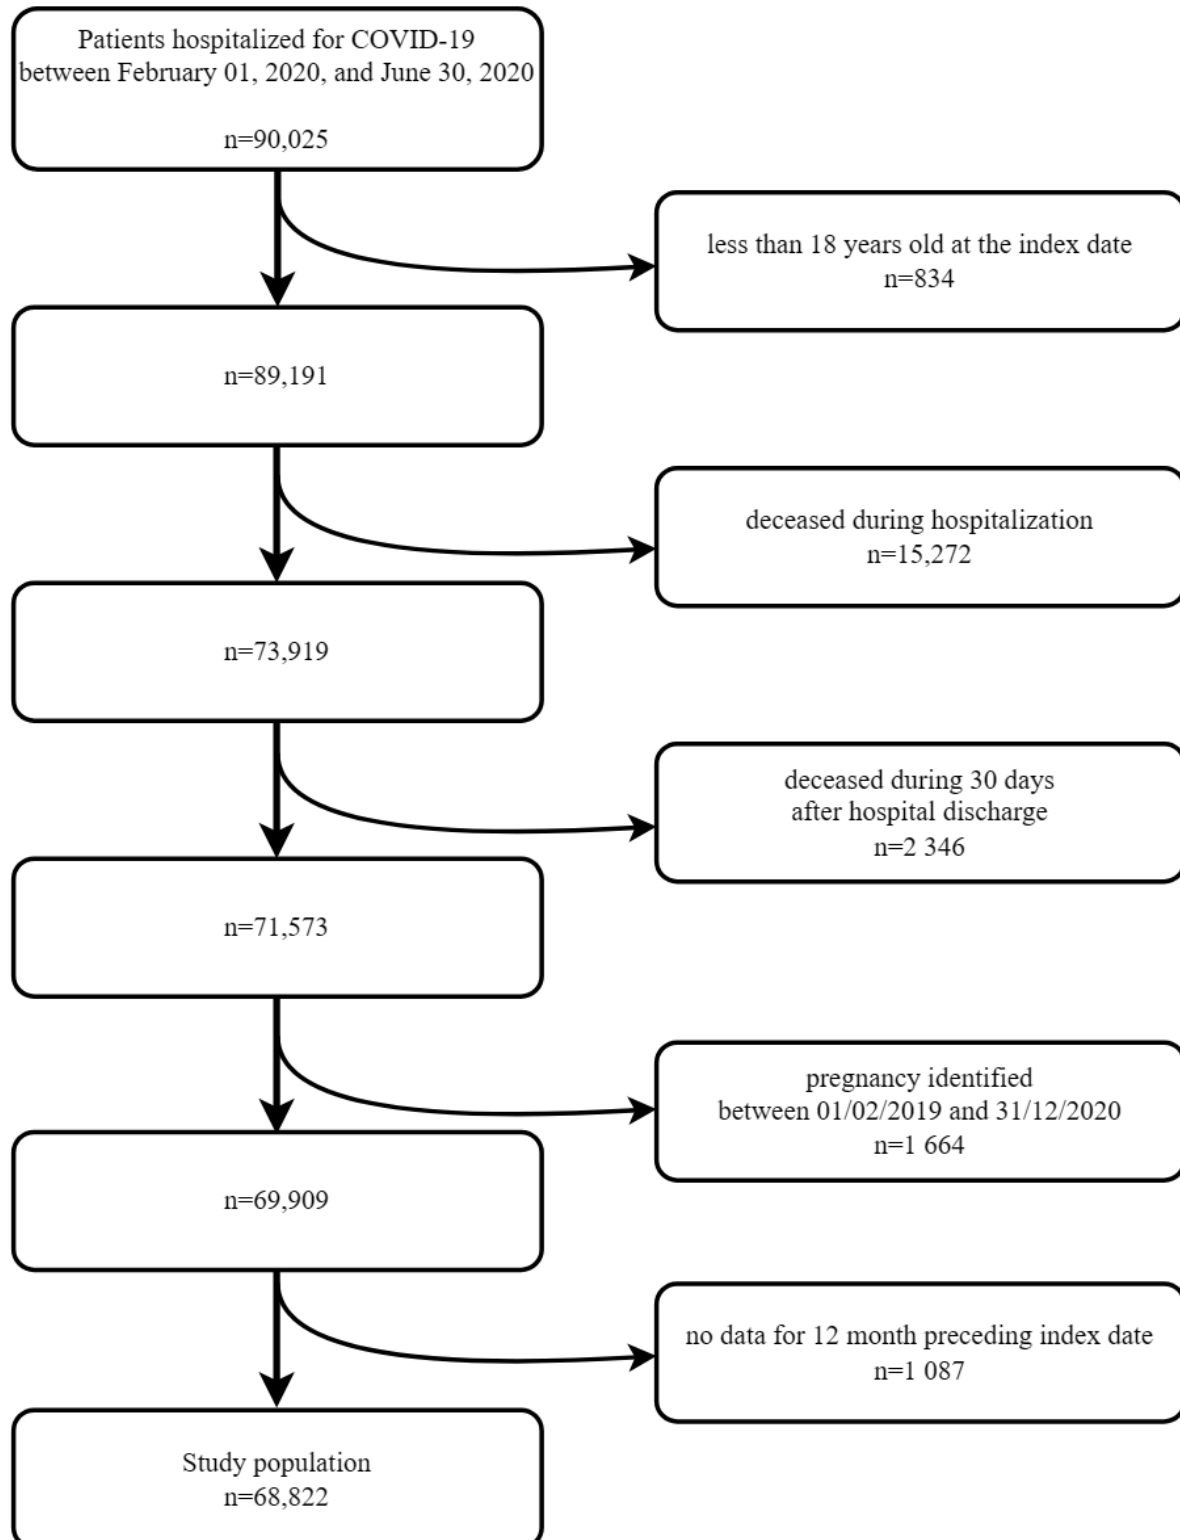 Patients hospitalized for COVID-19
between February 01, 2020, and June 30, 2020
n=90,025
less than 18 years old at the index date
n=834
n=89,191
deceased during hospitalization
n=15,272
n=73,919
deceased during 30 days
after hospital discharge
n=2 346
n=71,573
pregnancy identified
between 01/02/2019 and 31/12/2020
n=1 664
n=69,909
no data for 12 month preceding index date
n=1 087
Study population
n=68,822